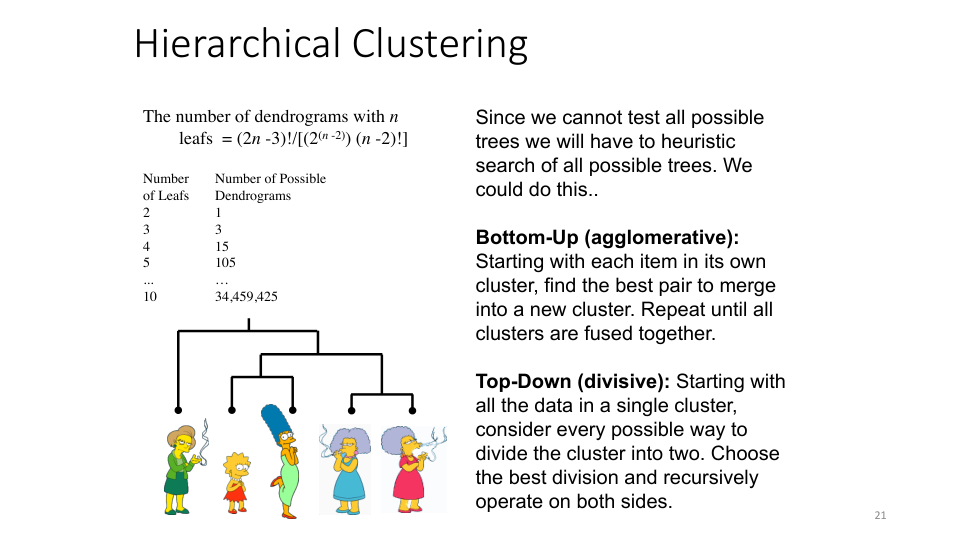 Hierarchical Clustering
The number of dendrograms with n
leafs = (2n -3)!/[(2^(n -2)) (n -2)!]
Number Number of Possible
of Leafs Dendrograms
2 1
3 3
4 15
5 105
... …
10 34,459,425
Since we cannot test all possible
trees we will have to heuristic
search of all possible trees. We
could do this..
Bottom-Up (agglomerative):
Starting with each item in its own
cluster, find the best pair to merge
into a new cluster. Repeat until all
clusters are fused together.
Top-Down (divisive): Starting with
all the data in a single cluster,
consider every possible way to
divide the cluster into two. Choose
the best division and recursively
operate on both sides.
21